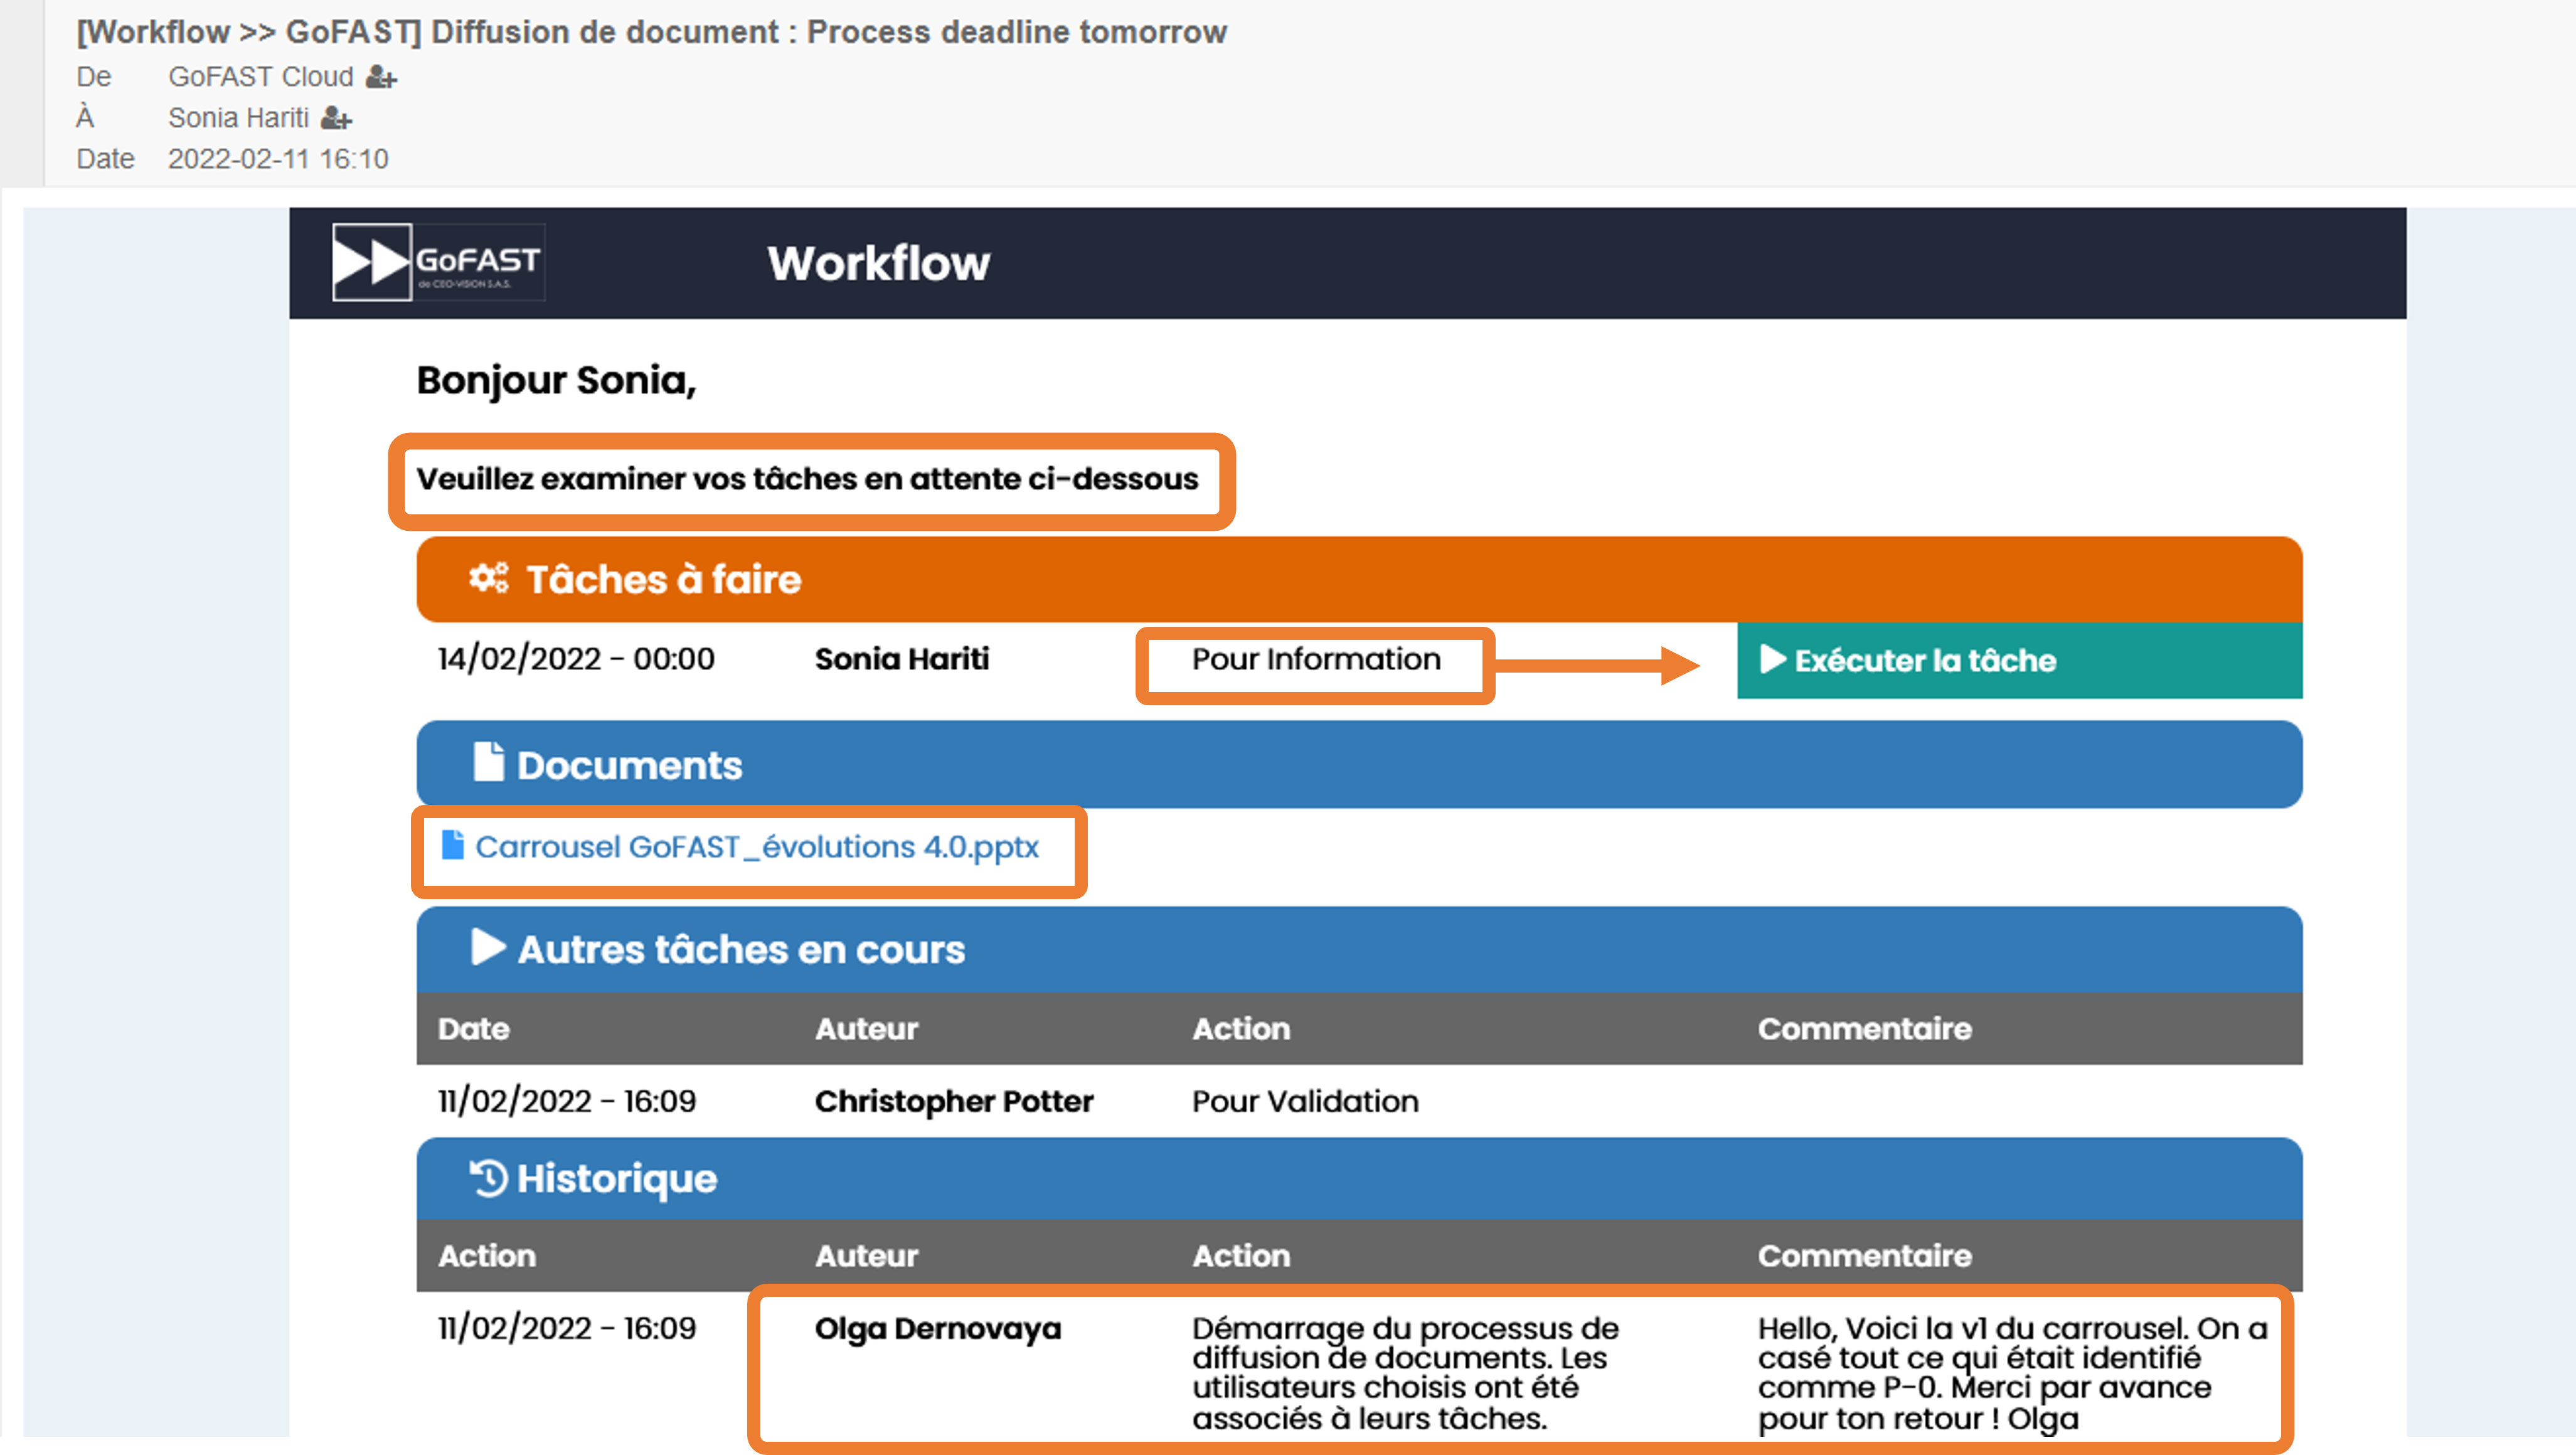 [Workflow >> GoFAST] Diffusion de document : Process deadline tomorrow
De GoFAST Cloud
À Sonia Hariti
Date 2022-02-11 16:10
GoFAST
de CEO-VISION S.A.S.
Workflow
Bonjour Sonia,
Veuillez examiner vos tâches en attente ci-dessous
Tâches à faire
14/02/2022 - 00:00 Sonia Hariti Pour Information Exécuter la tâche
Documents
Carrousel GoFAST_évolutions 4.0.pptx
Autres tâches en cours
Date Auteur Action Commentaire
11/02/2022 - 16:09 Christopher Potter Pour Validation
Historique
Action Auteur Action Commentaire
11/02/2022 - 16:09 Olga Dernovaya Démarrage du processus de Hello, Voici la v1 du carrousel. On a
diffusion de documents. Les casé tout ce qui était identifié
utilisateurs choisis ont été comme P-0. Merci par avance
associés à leurs tâches. pour ton retour ! Olga